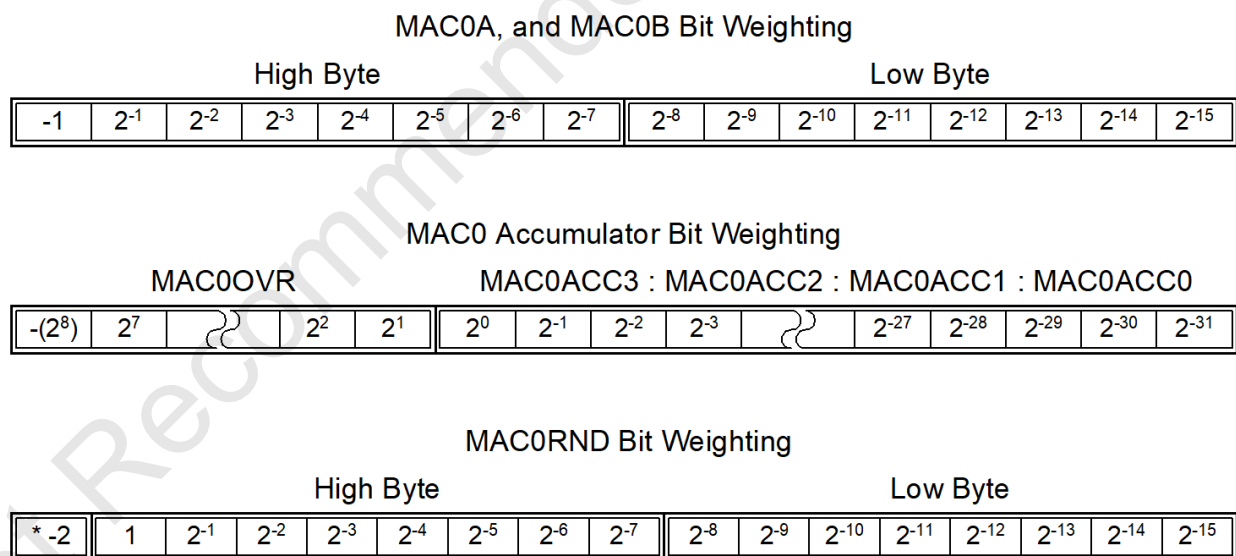 MAC0A, and MAC0B Bit Weighting
High Byte Low Byte
-1 2⁻¹ 2⁻² 2⁻³ 2⁻⁴ 2⁻⁵ 2⁻⁶ 2⁻⁷ 2⁻⁸ 2⁻⁹ 2⁻¹⁰ 2⁻¹¹ 2⁻¹² 2⁻¹³ 2⁻¹⁴ 2⁻¹⁵
MAC0 Accumulator Bit Weighting
MAC0OVR MAC0ACC3 : MAC0ACC2 : MAC0ACC1 : MAC0ACC0
-(2⁸) 2⁷ 2² 2¹ 2⁰ 2⁻¹ 2⁻² 2⁻³ 2⁻²⁷ 2⁻²⁸ 2⁻²⁹ 2⁻³⁰ 2⁻³¹
MAC0RND Bit Weighting
High Byte Low Byte
* -2 1 2⁻¹ 2⁻² 2⁻³ 2⁻⁴ 2⁻⁵ 2⁻⁶ 2⁻⁷ 2⁻⁸ 2⁻⁹ 2⁻¹⁰ 2⁻¹¹ 2⁻¹² 2⁻¹³ 2⁻¹⁴ 2⁻¹⁵